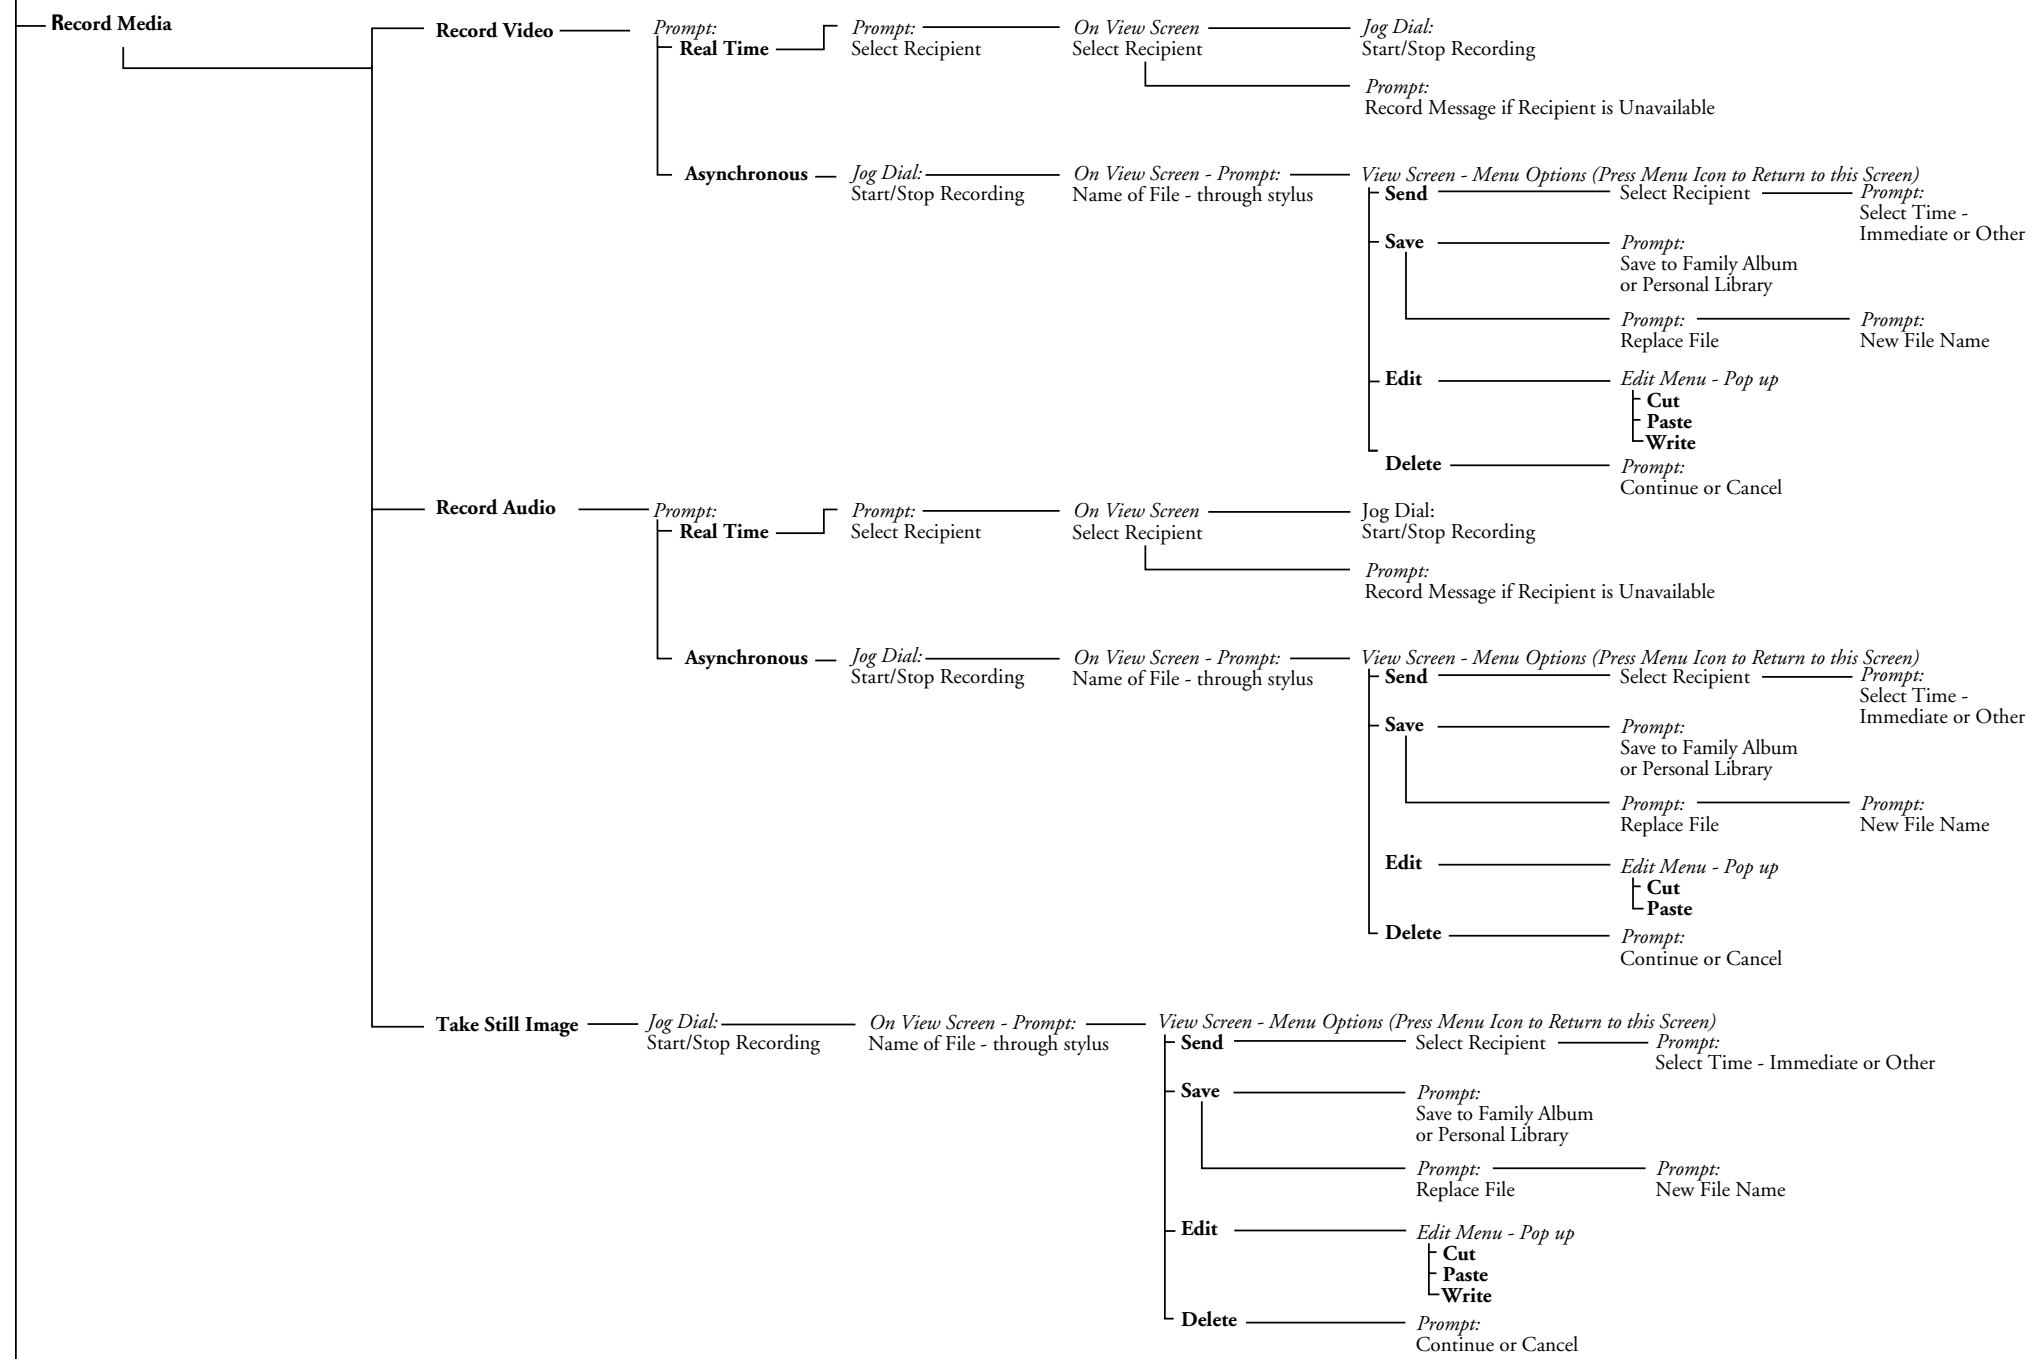 Record Media
Record Video
Prompt:
Real Time
Prompt:
Select Recipient
On View Screen
Select Recipient
Jog Dial:
Start/Stop Recording
Prompt:
Record Message if Recipient is Unavailable
Asynchronous
Jog Dial:
Start/Stop Recording
On View Screen - Prompt:
Name of File - through stylus
View Screen - Menu Options (Press Menu Icon to Return to this Screen)
Send
Select Recipient
Prompt:
Select Time -
Immediate or Other
Save
Prompt:
Save to Family Album
or Personal Library
Prompt:
Replace File
Prompt:
New File Name
Edit
Edit Menu - Pop up
Cut
Paste
Write
Delete
Prompt:
Continue or Cancel
Record Audio
Prompt:
Real Time
Prompt:
Select Recipient
On View Screen
Select Recipient
Jog Dial:
Start/Stop Recording
Prompt:
Record Message if Recipient is Unavailable
Asynchronous
Jog Dial:
Start/Stop Recording
On View Screen - Prompt:
Name of File - through stylus
View Screen - Menu Options (Press Menu Icon to Return to this Screen)
Send
Select Recipient
Prompt:
Select Time -
Immediate or Other
Save
Prompt:
Save to Family Album
or Personal Library
Prompt:
Replace File
Prompt:
New File Name
Edit
Edit Menu - Pop up
Cut
Paste
Delete
Prompt:
Continue or Cancel
Take Still Image
Jog Dial:
Start/Stop Recording
On View Screen - Prompt:
Name of File - through stylus
View Screen - Menu Options (Press Menu Icon to Return to this Screen)
Send
Select Recipient
Prompt:
Select Time - Immediate or Other
Save
Prompt:
Save to Family Album
or Personal Library
Prompt:
Replace File
Prompt:
New File Name
Edit
Edit Menu - Pop up
Cut
Paste
Write
Delete
Prompt:
Continue or Cancel